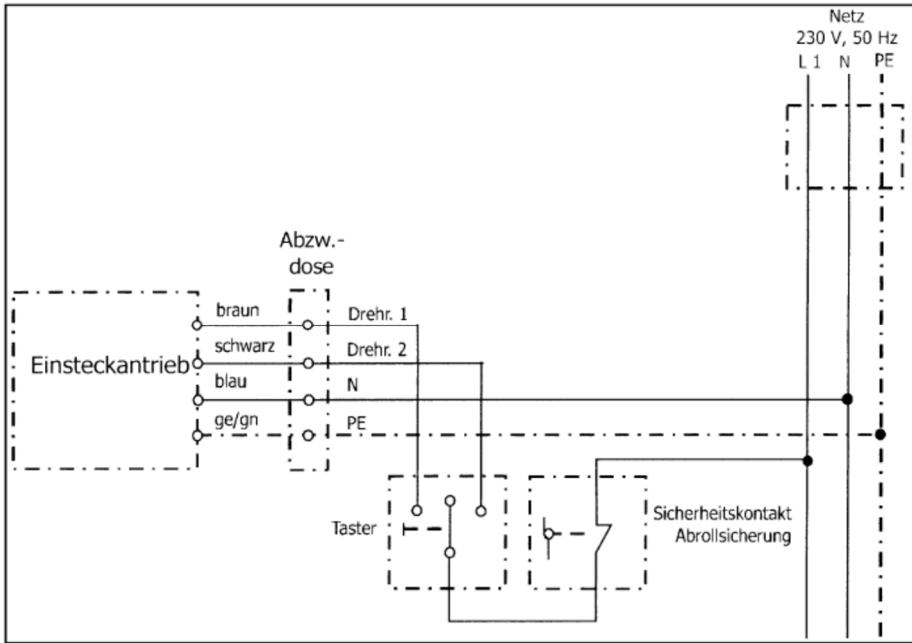 Netz
230 V, 50 Hz
L 1 N PE
Abzw.-
dose
braun
Drehr. 1
schwarz
Drehr. 2
Einsteckantrieb
blau
N
ge/gn
PE
Taster
Sicherheitskontakt
Abrollsicherung